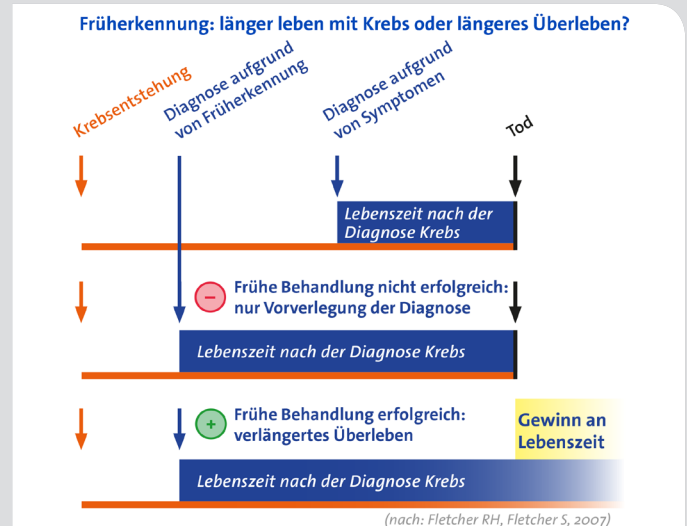 Früherkennung: länger leben mit Krebs oder längeres Überleben?
Krebsentstehung
Diagnose aufgrund
von Früherkennung
Diagnose aufgrund
von Symptomen
Tod
Lebenszeit nach der
Diagnose Krebs
−
Frühe Behandlung nicht erfolgreich:
nur Vorverlegung der Diagnose
Lebenszeit nach der Diagnose Krebs
+
Frühe Behandlung erfolgreich:
verlängertes Überleben
Gewinn an
Lebenszeit
Lebenszeit nach der Diagnose Krebs
(nach: Fletcher RH, Fletcher S, 2007)